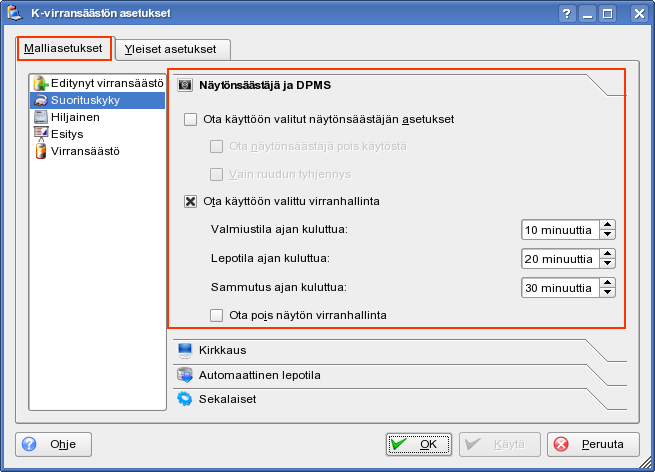 K-virransäästön asetukset
Malliasetukset
Yleiset asetukset
Editynyt virransäästö
Suorituskyky
Hiljainen
Esitys
Virransäästö
Näytönsäästäjä ja DPMS
Ota käyttöön valitut näytönsäästäjän asetukset
Ota näytönsäästäjä pois käytöstä
Vain ruudun tyhjennys
Ota käyttöön valittu virranhallinta
Valmiustila ajan kuluttua:
10 minuuttia
Lepotila ajan kuluttua:
20 minuuttia
Sammutus ajan kuluttua:
30 minuuttia
Ota pois näytön virranhallinta
Kirkkaus
Automaattinen lepotila
Sekalaiset
Ohje
OK
Käytä
Peruuta